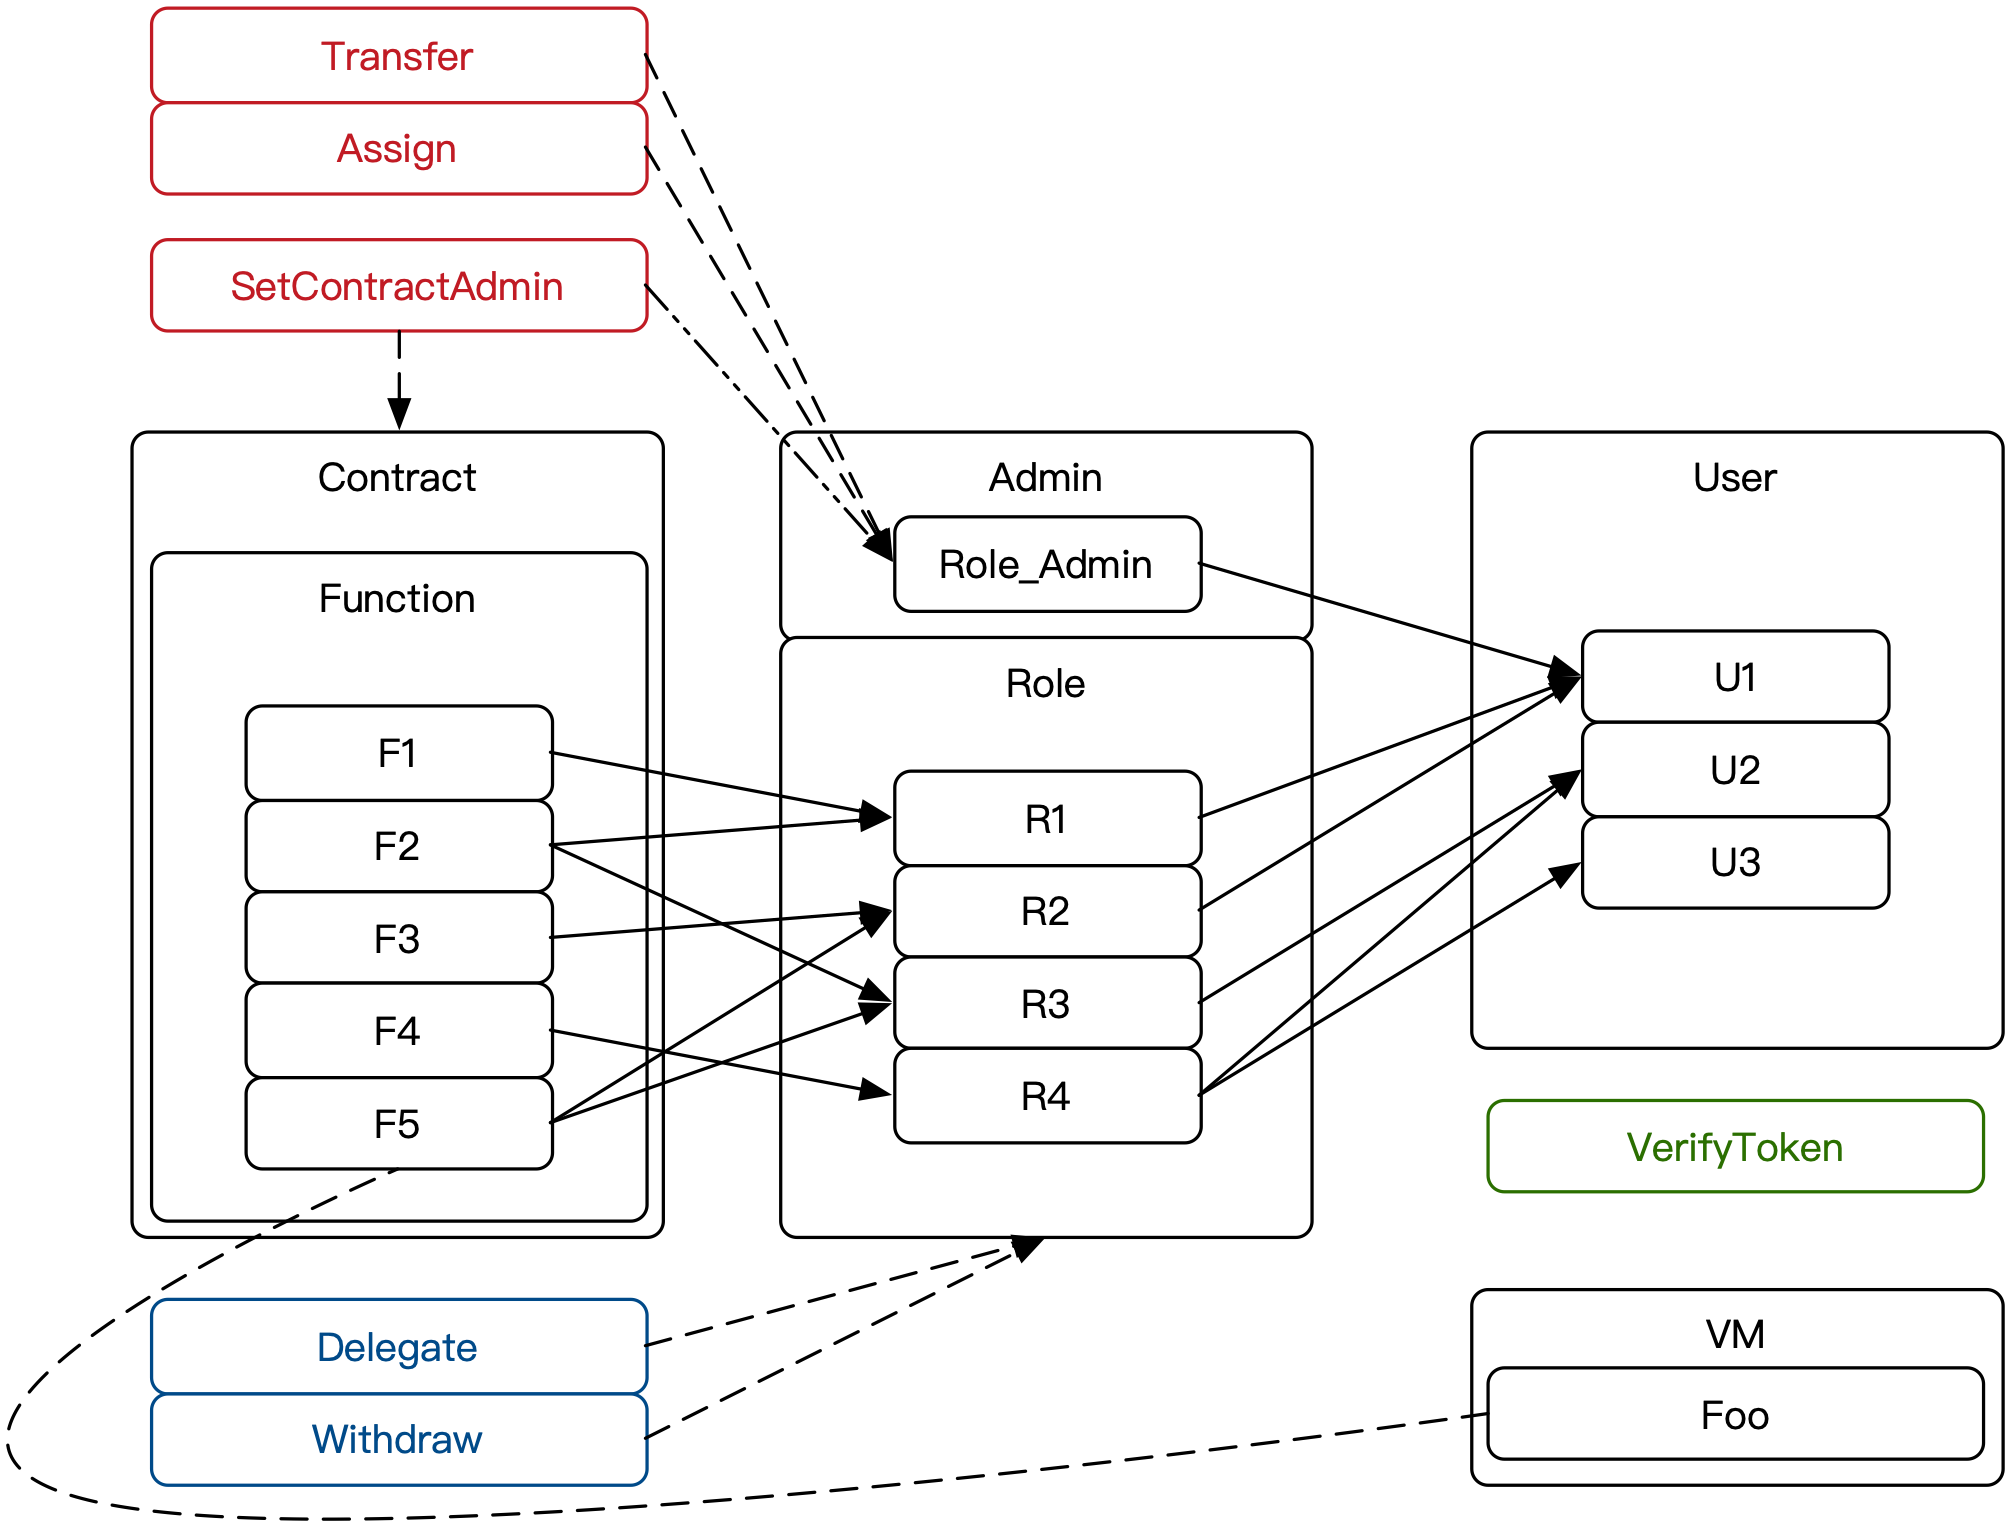 Transfer
Assign
SetContractAdmin
Contract
Function
F1
F2
F3
F4
F5
Admin
Role_Admin
Role
R1
R2
R3
R4
User
U1
U2
U3
VerifyToken
Delegate
Withdraw
VM
Foo